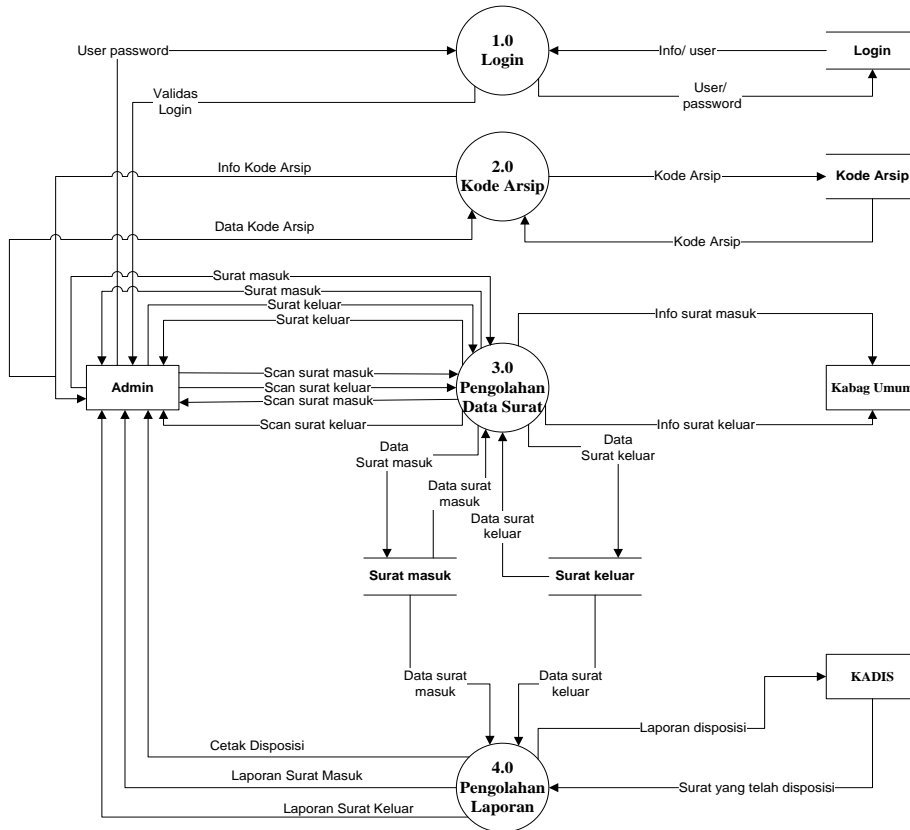 User password
1.0
Login
Info/ user
Login
Validas
Login
User/
password
Info Kode Arsip
2.0
Kode Arsip
Kode Arsip
Kode Arsip
Data Kode Arsip
Kode Arsip
Surat masuk
Surat masuk
Surat keluar
Surat keluar
Info surat masuk
Admin
Scan surat masuk
Scan surat keluar
Scan surat masuk
Scan surat keluar
3.0
Pengolahan
Data Surat
Kabag Umum
Info surat keluar
Data
Surat masuk
Data surat
masuk
Data surat
keluar
Data
Surat keluar
Surat masuk
Surat keluar
Data surat
masuk
Data surat
keluar
KADIS
Laporan disposisi
Cetak Disposisi
4.0
Pengolahan
Laporan
Laporan Surat Masuk
Surat yang telah disposisi
Laporan Surat Keluar